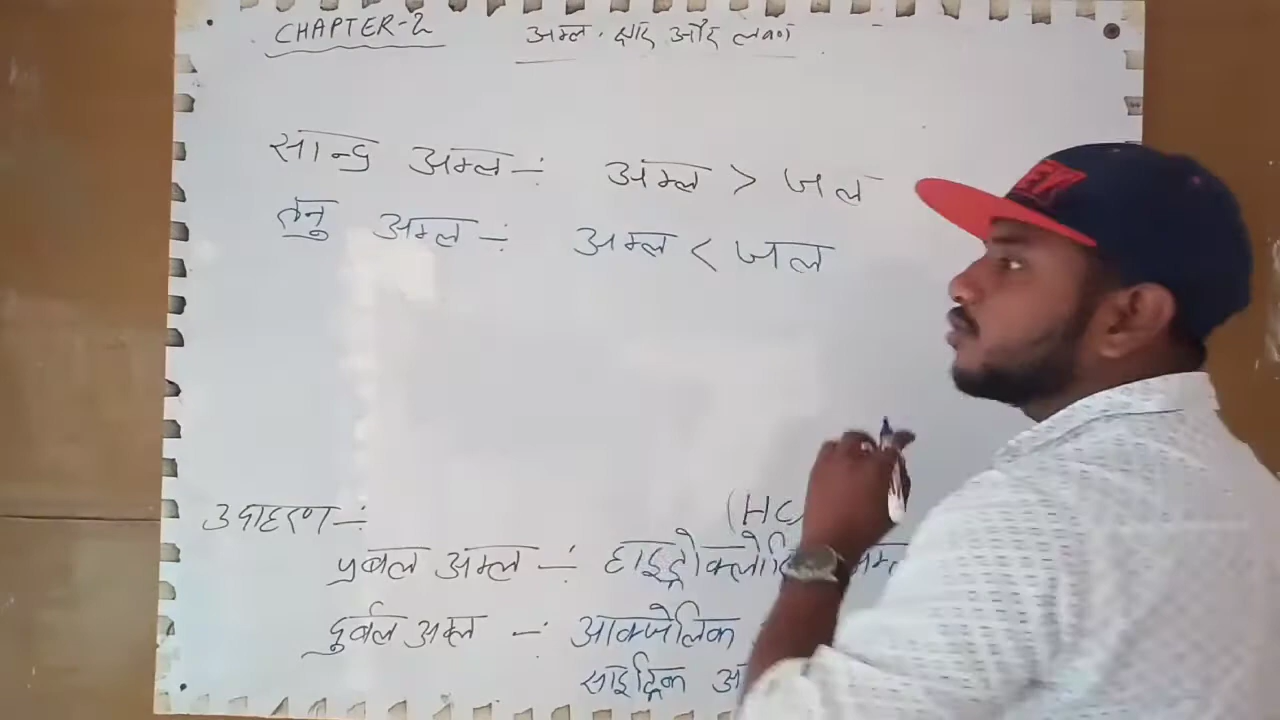 CHAPTER-2 अम्ल, क्षार और लवण
सान्द्र अम्ल :- अम्ल > जल
तनु अम्ल :- अम्ल < जल
उदाहरण :-
(HC
प्रबल अम्ल :- हाइड्रोक्लोरि
दुर्बल अम्ल :- आक्जेलिक
साइट्रिक अ